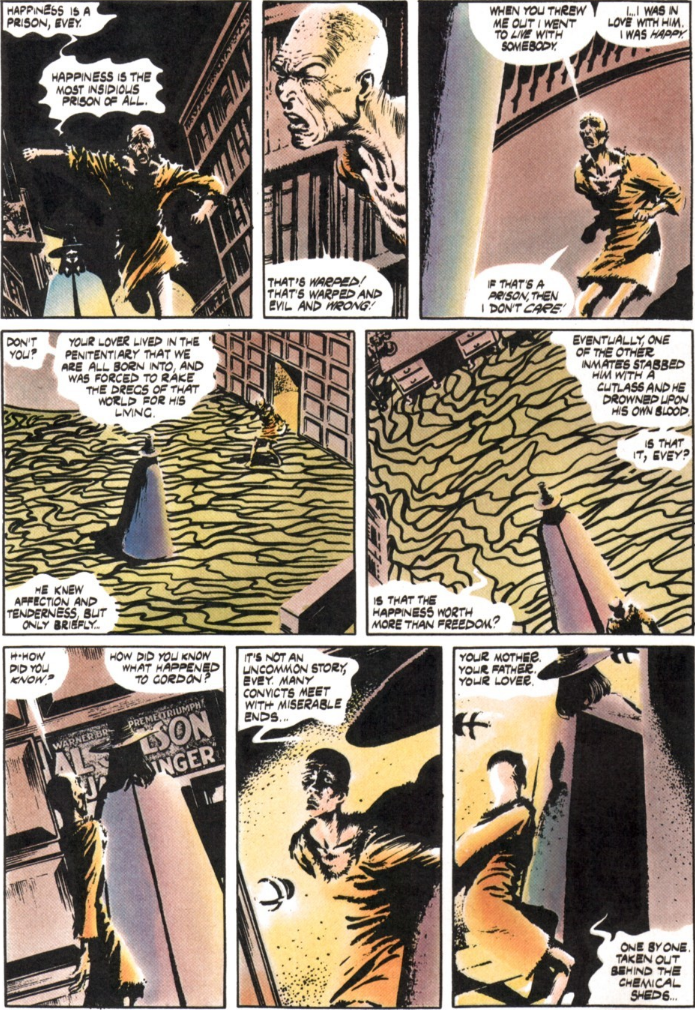 HAPPINESS IS A
PRISON, EVEY.
HAPPINESS IS THE
MOST INSIDIOUS
PRISON OF ALL.
THAT'S WARPED!
THAT'S WARPED AND
EVIL AND WRONG!
WHEN YOU THREW
ME OUT I WENT
TO LIVE WITH
SOMEBODY.
I...I WAS IN
LOVE WITH HIM.
I WAS HAPPY.
IF THAT'S A
PRISON, THEN
I DON'T CARE!
DON'T
YOU?
YOUR LOVER LIVED IN THE
PENITENTIARY THAT WE
ARE ALL BORN INTO, AND
WAS FORCED TO RAKE
THE DREGS OF THAT
WORLD FOR HIS
LIVING.
HE KNEW
AFFECTION AND
TENDERNESS, BUT
ONLY BRIEFLY...
EVENTUALLY, ONE
OF THE OTHER
INMATES STABBED
HIM WITH A
CUTLASS AND HE
DROWNED UPON
HIS OWN BLOOD.
IS THAT
IT, EVEY?
IS THAT THE
HAPPINESS WORTH
MORE THAN FREEDOM?
H-HOW
DID YOU
KNOW?
HOW DID YOU KNOW
WHAT HAPPENED
TO GORDON?
WARNER BR
PREME TRIUMPH!
AL
SON
JA
INGER
IT'S NOT AN
UNCOMMON STORY,
EVEY. MANY
CONVICTS MEET
WITH MISERABLE
ENDS...
YOUR MOTHER.
YOUR FATHER.
YOUR LOVER.
ONE BY ONE.
TAKEN OUT
BEHIND THE
CHEMICAL
SHEDS...